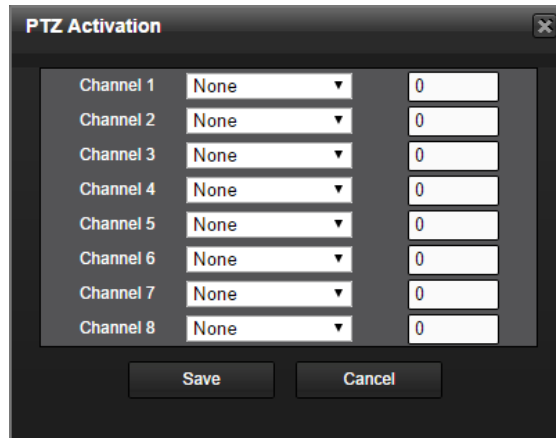 PTZ Activation
Channel 1 None 0
Channel 2 None 0
Channel 3 None 0
Channel 4 None 0
Channel 5 None 0
Channel 6 None 0
Channel 7 None 0
Channel 8 None 0
Save Cancel